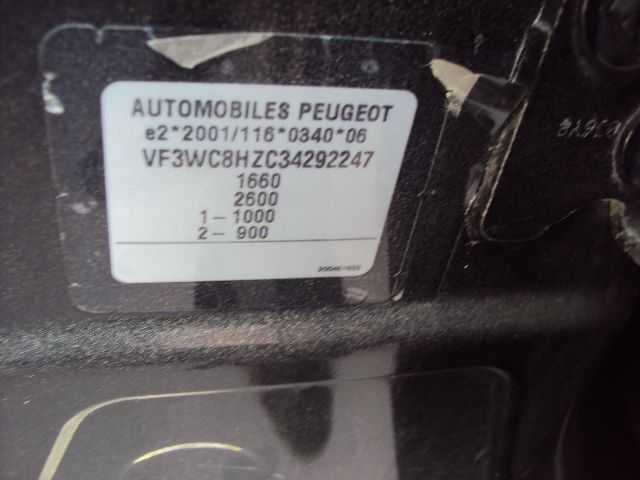 AUTOMOBILES PEUGEOT
e2*2001/116*0340*06
VF3WC8HZC34292247
1660
2600
1 - 1000
2 - 900